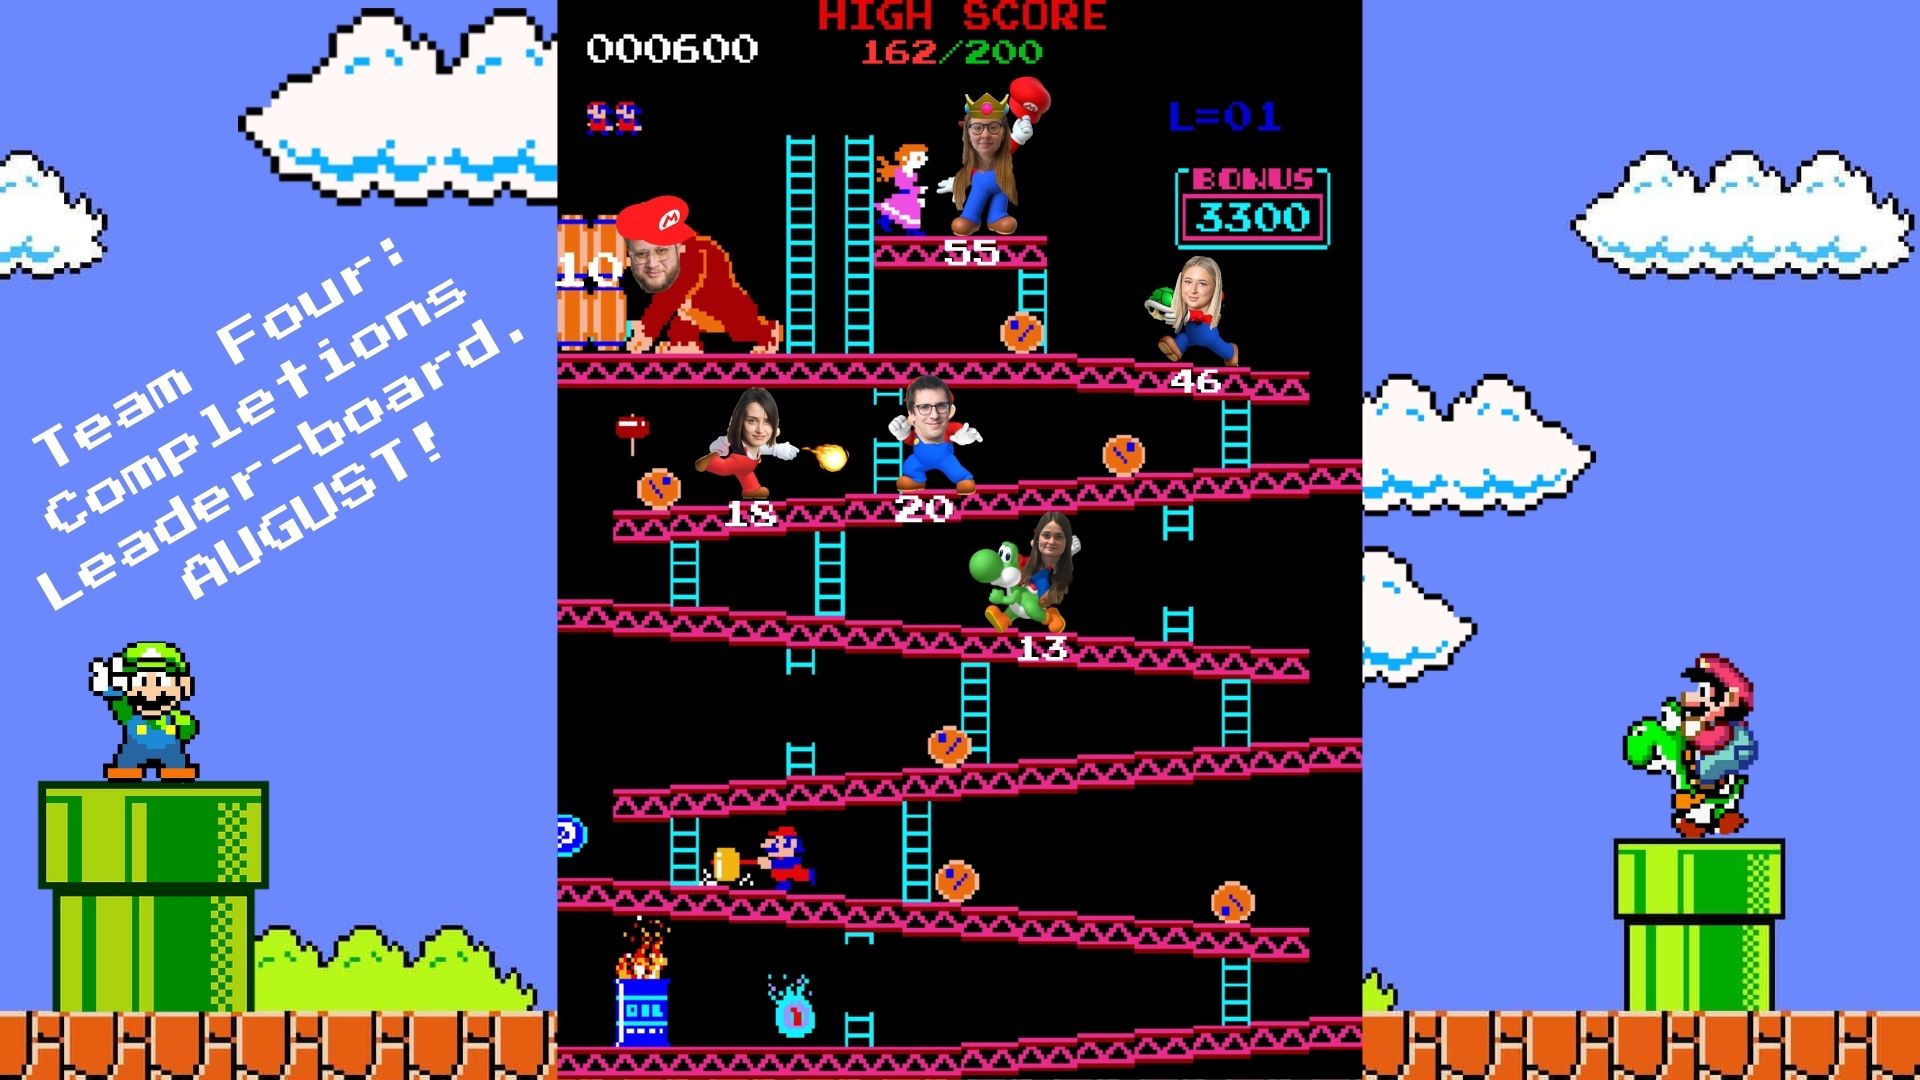 HIGH SCORE
000600
162/200
L=01
BONUS
3300
55
10
46
18
20
13
Team Four:
Completions
Leader-board.
AUGUST!
M
M
OIL